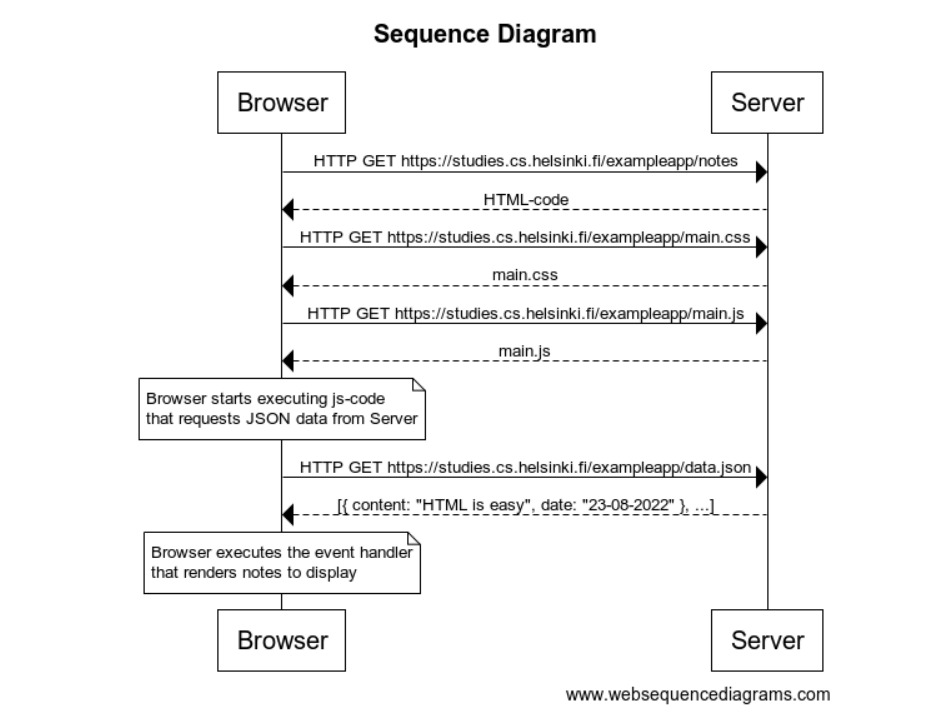 Sequence Diagram
Browser
Server
HTTP GET https://studies.cs.helsinki.fi/exampleapp/notes
HTML-code
HTTP GET https://studies.cs.helsinki.fi/exampleapp/main.css
main.css
HTTP GET https://studies.cs.helsinki.fi/exampleapp/main.js
main.js
Browser starts executing js-code
that requests JSON data from Server
HTTP GET https://studies.cs.helsinki.fi/exampleapp/data.json
[{ content: "HTML is easy", date: "23-08-2022" }, ...]
Browser executes the event handler
that renders notes to display
Browser
Server
www.websequencediagrams.com